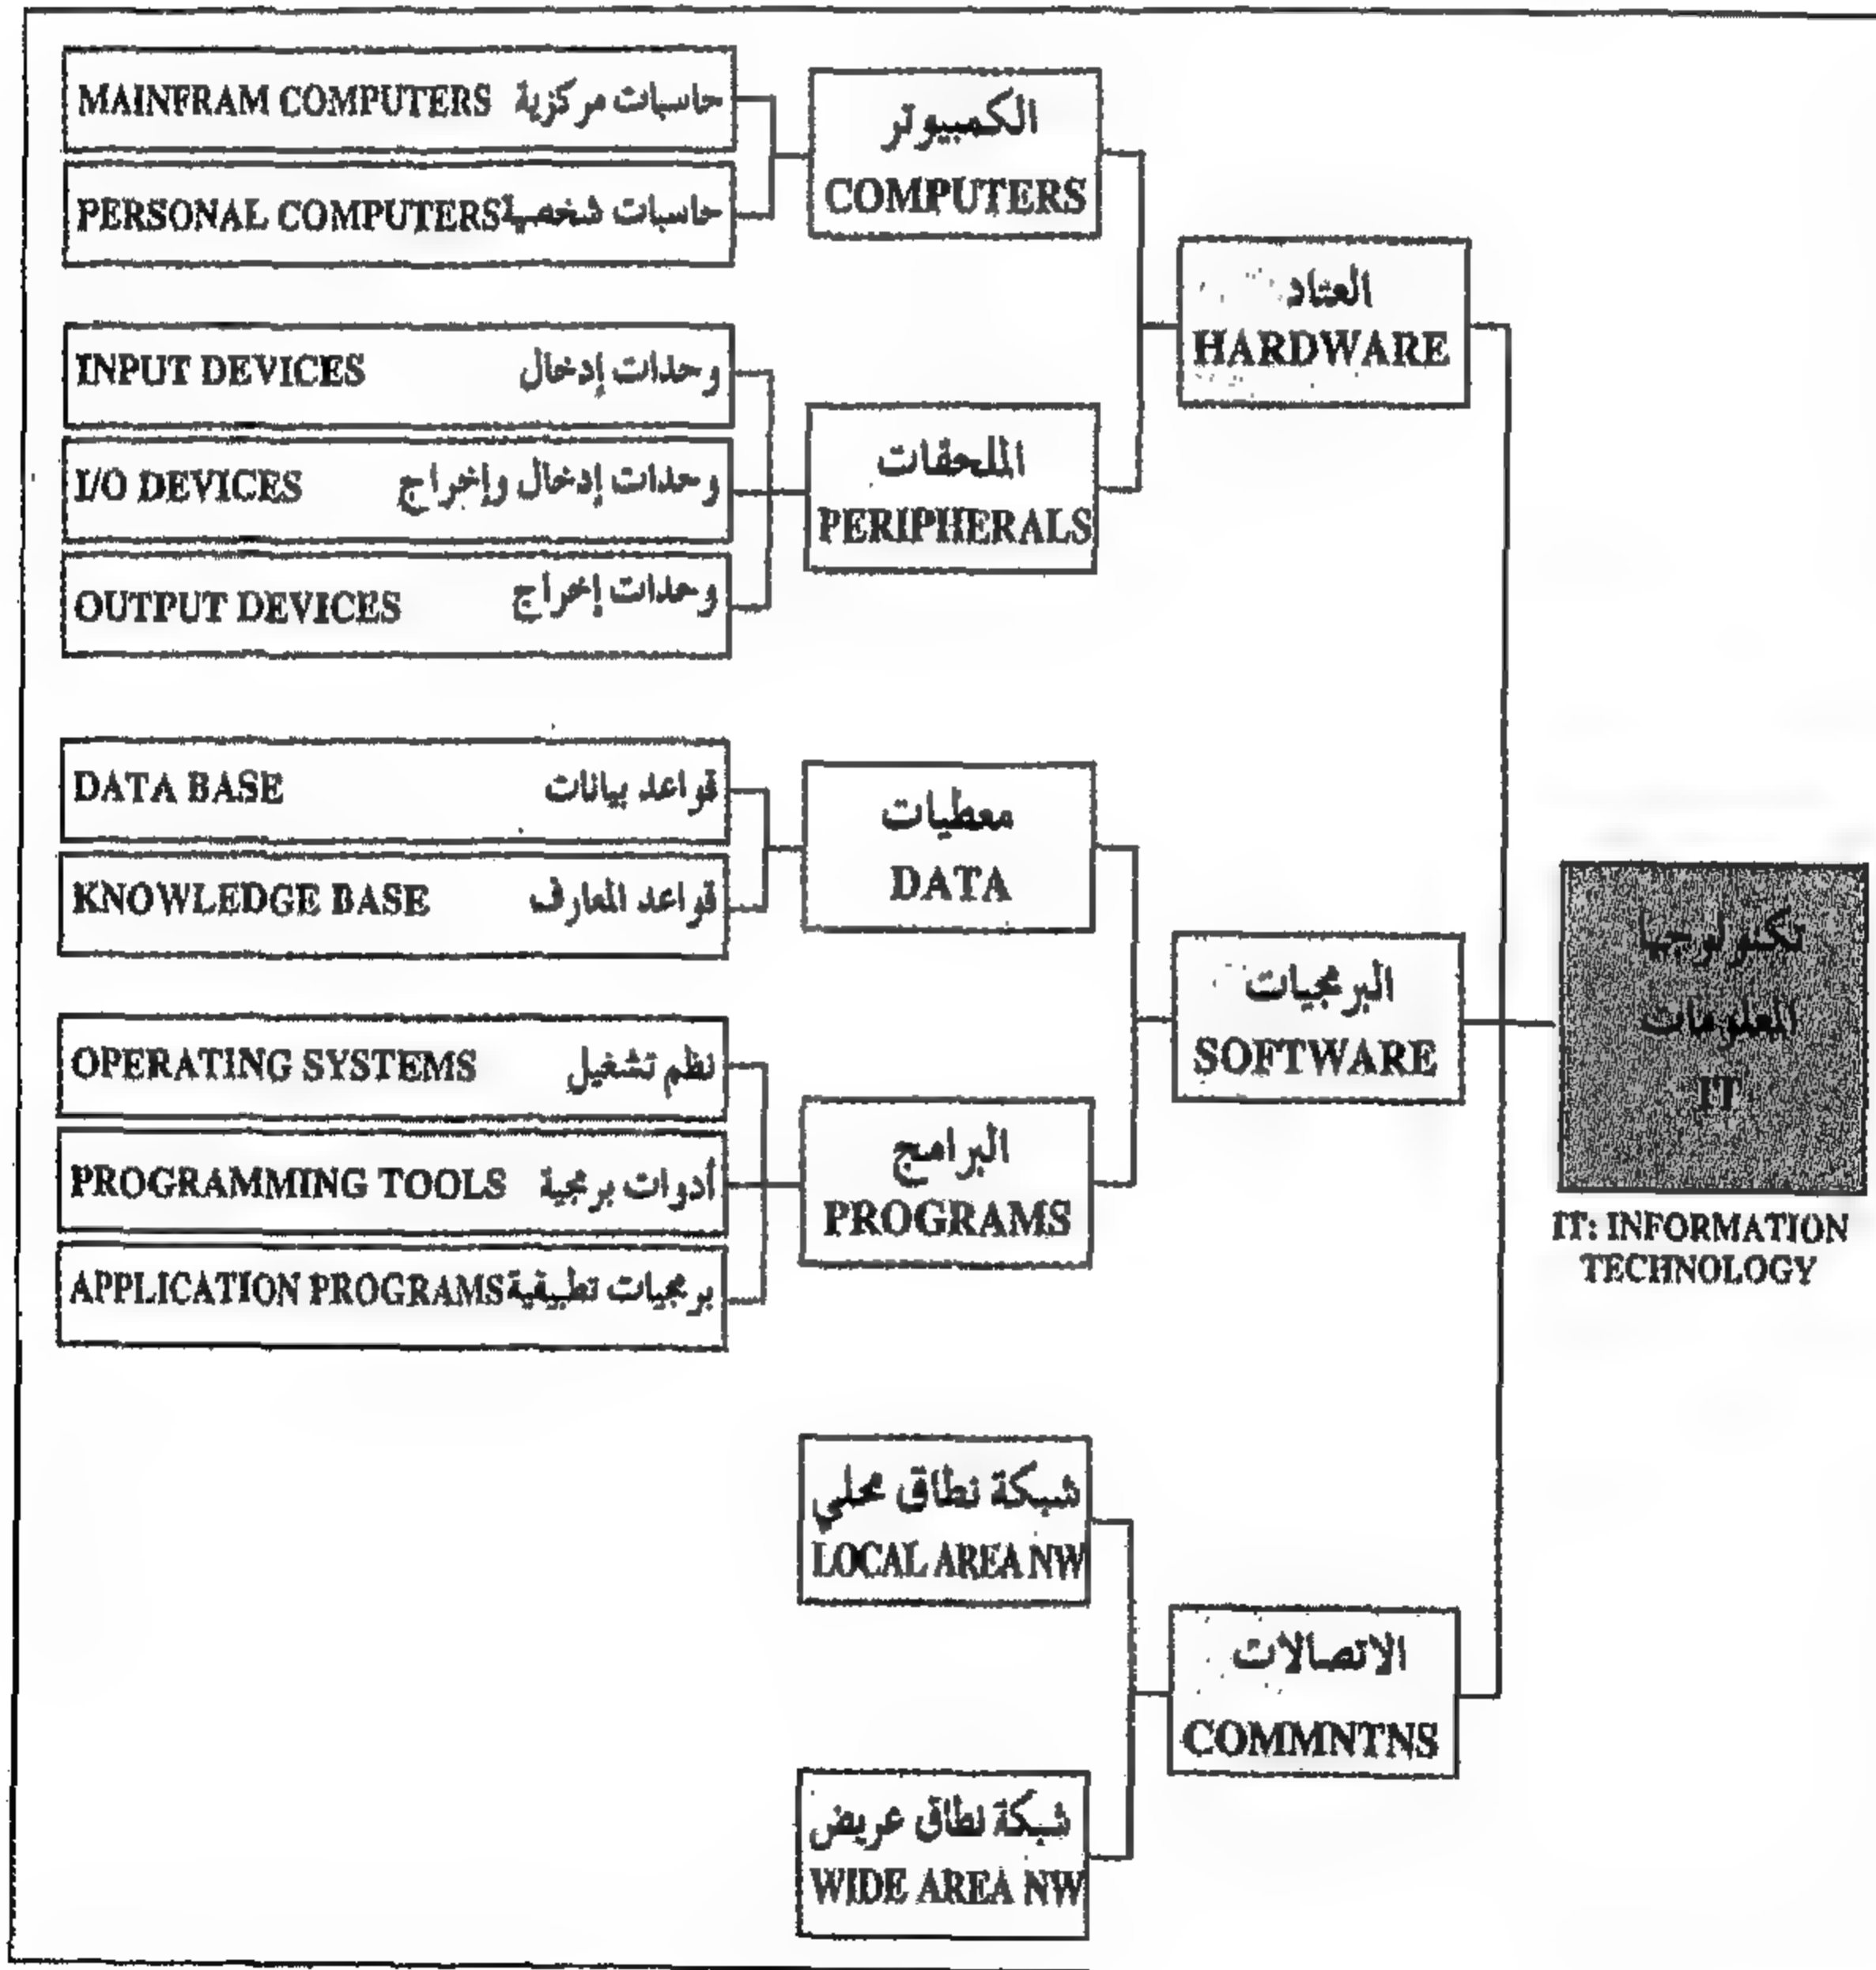 MAINFRAM COMPUTERS حاسبات مركزية
PERSONAL COMPUTERS حاسبات شخصية
الكمبيوتر
COMPUTERS
العتاد
HARDWARE
INPUT DEVICES وحدات إدخال
I/O DEVICES وحدات إدخال وإخراج
OUTPUT DEVICES وحدات إخراج
الملحقات
PERIPHERALS
DATA BASE قواعد بيانات
KNOWLEDGE BASE قواعد المعارف
معطيات
DATA
البرمجيات
SOFTWARE
OPERATING SYSTEMS نظم تشغيل
PROGRAMMING TOOLS أدوات برمجية
APPLICATION PROGRAMS برمجيات تطبيقية
البرامج
PROGRAMS
تكنولوجيا
المعلومات
IT
IT: INFORMATION
TECHNOLOGY
شبكة نطاق محلي
LOCAL AREA NW
الاتصالات
COMMNTNS
شبكة نطاق عريض
WIDE AREA NW